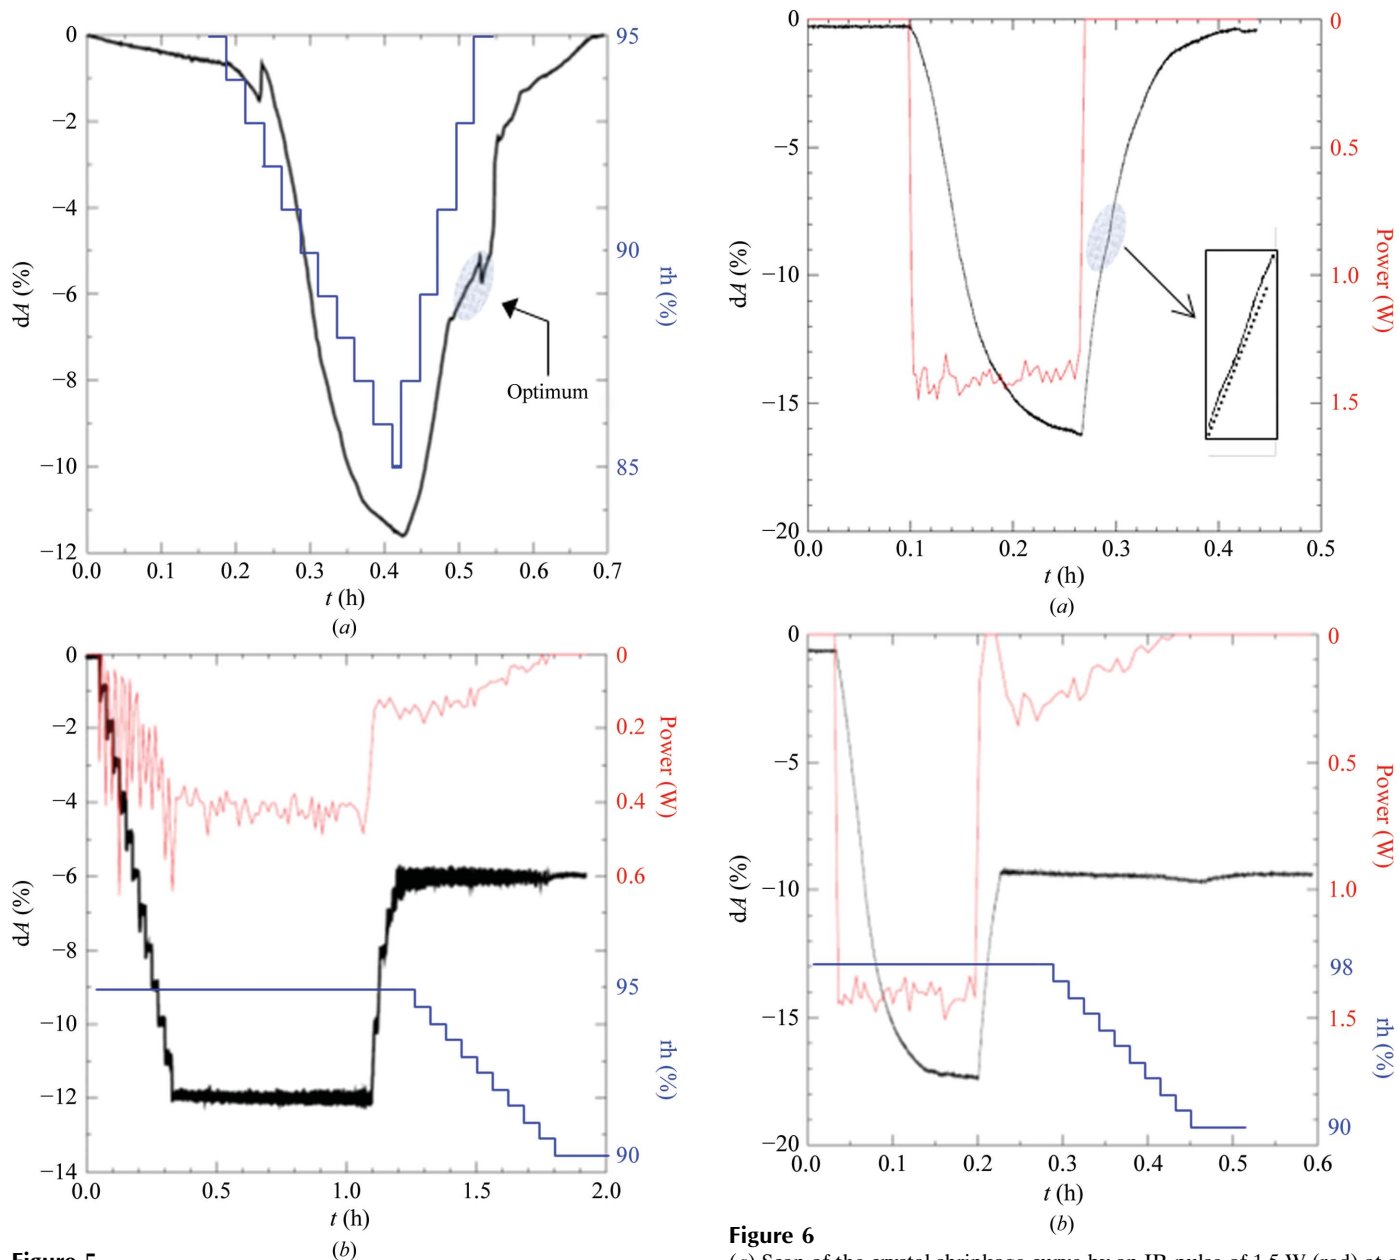 0
−2
−4
−6
−8
−10
−12
dA (%)
95
90
85
rh (%)
Optimum
0.0 0.1 0.2 0.3 0.4 0.5 0.6 0.7
t (h)
(a)
0
−2
−4
−6
−8
−10
−12
−14
dA (%)
0
0.2
0.4
0.6
Power (W)
95
90
rh (%)
0.0 0.5 1.0 1.5 2.0
t (h)
(b)
0
−5
−10
−15
−20
dA (%)
0
0.5
1.0
1.5
Power (W)
0.0 0.1 0.2 0.3 0.4 0.5
t (h)
(a)
0
−5
−10
−15
−20
dA (%)
0
0.5
1.0
1.5
Power (W)
98
90
rh (%)
0.0 0.1 0.2 0.3 0.4 0.5 0.6
t (h)
(b)
Figure 5
Figure 6
(a) Scan of the crystal shrinkage curve by an IR pulse of 1.5 W (red) at